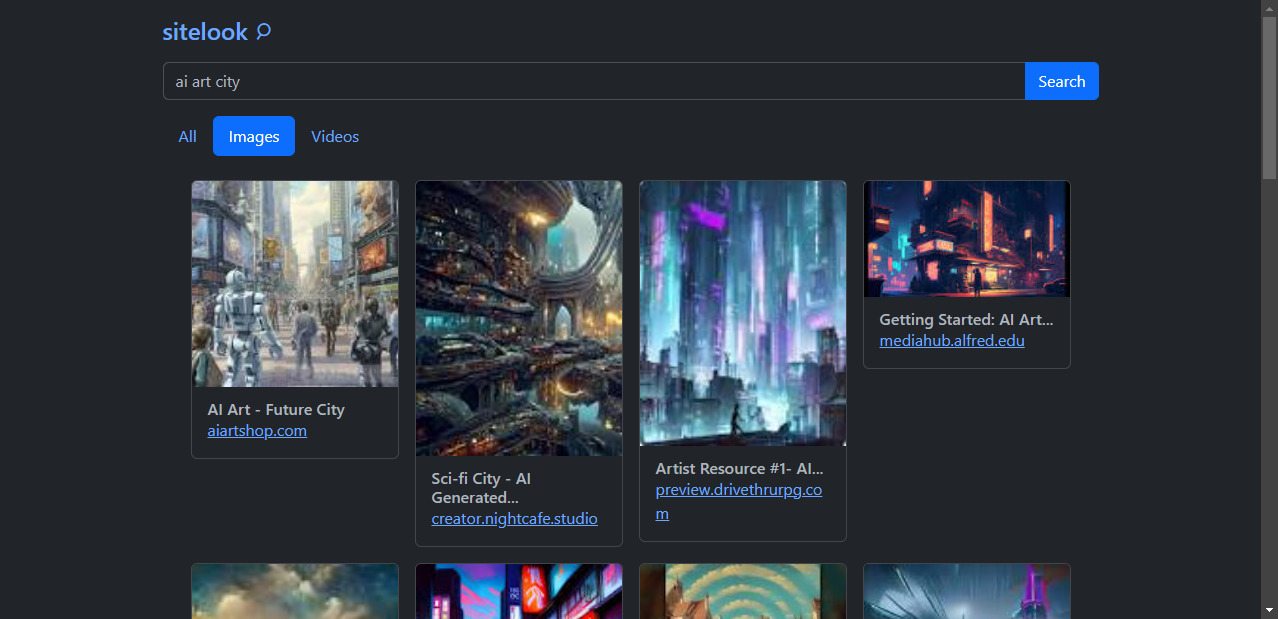 sitelook
ai art city
Search
All
Images
Videos
AI Art - Future City
aiartshop.com
Sci-fi City - AI
Generated...
creator.nightcafe.studio
Artist Resource #1- AI...
preview.drivethrurpg.co
m
Getting Started: AI Art...
mediahub.alfred.edu